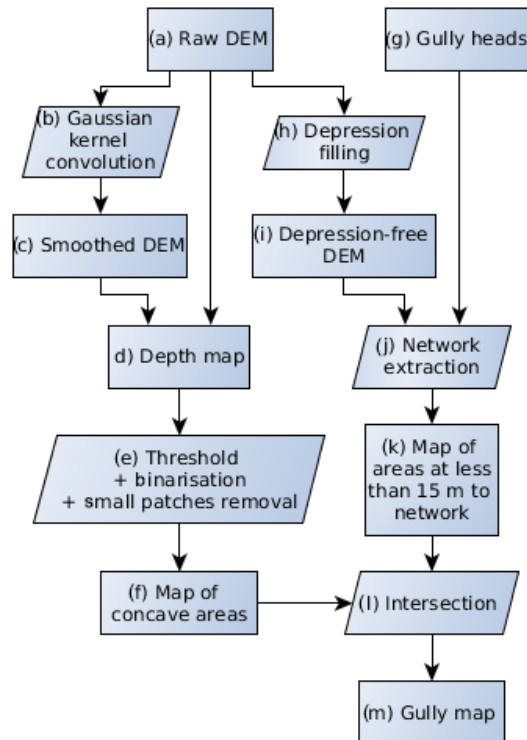 (a) Raw DEM
(g) Gully heads
(b) Gaussian
kernel
convolution
(h) Depression
filling
(c) Smoothed DEM
(i) Depression-free
DEM
d) Depth map
(j) Network
extraction
(e) Threshold
+ binarisation
+ small patches removal
(k) Map of
areas at less
than 15 m to
network
(f) Map of
concave areas
(l) Intersection
(m) Gully map